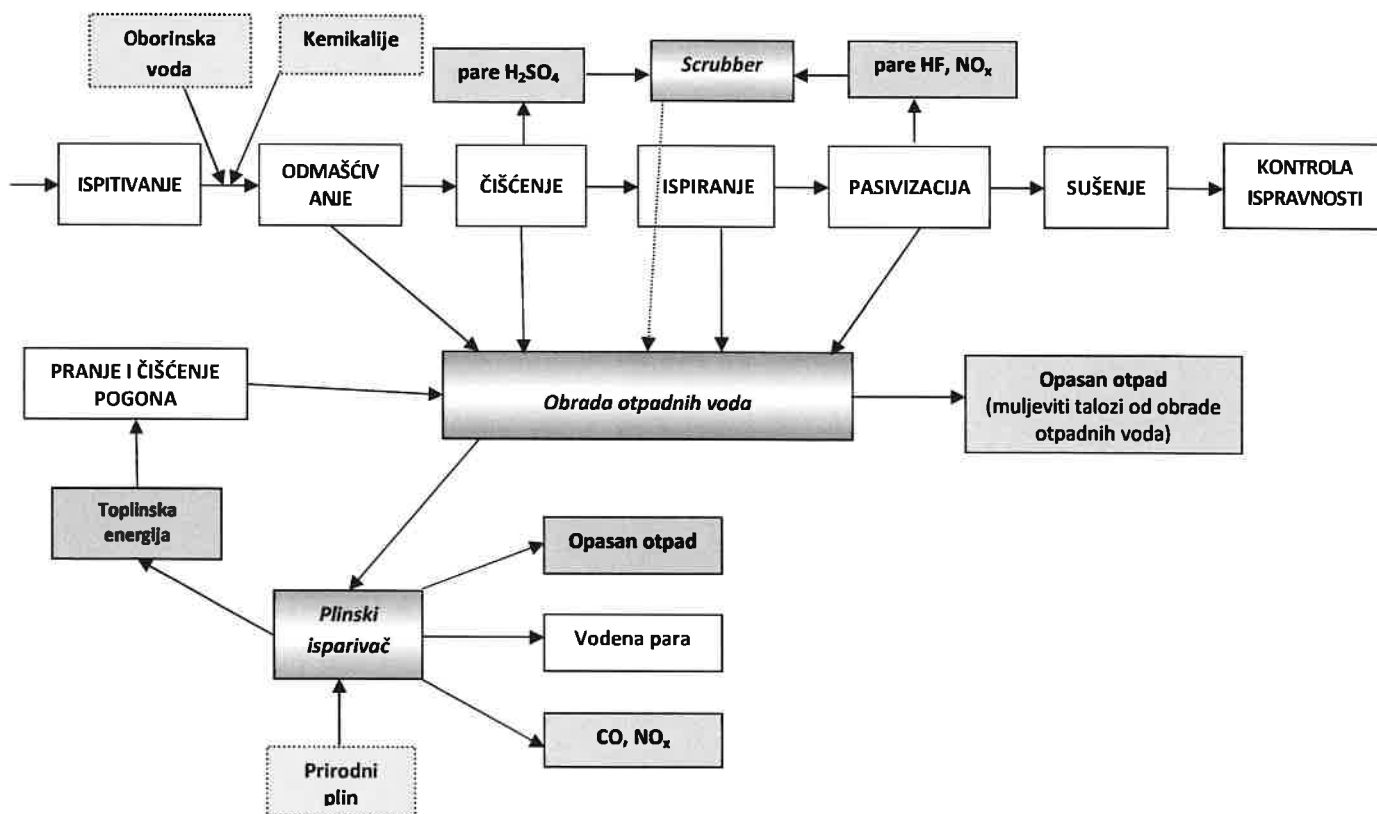 Oborinska
voda
Kemikalije
pare H₂SO₄
Scrubber
pare HF, NOₓ
ISPITIVANJE
ODMAŠĆIV
ANJE
ČIŠĆENJE
ISPIRANJE
PASIVIZACIJA
SUŠENJE
KONTROLA
ISPRAVNOSTI
PRANJE I ČIŠĆENJE
POGONA
Obrada otpadnih voda
Opasan otpad
(muljeviti talozi od obrade
otpadnih voda)
Toplinska
energija
Opasan otpad
Plinski
isparivač
Vodena para
CO, NOₓ
Prirodni
plin